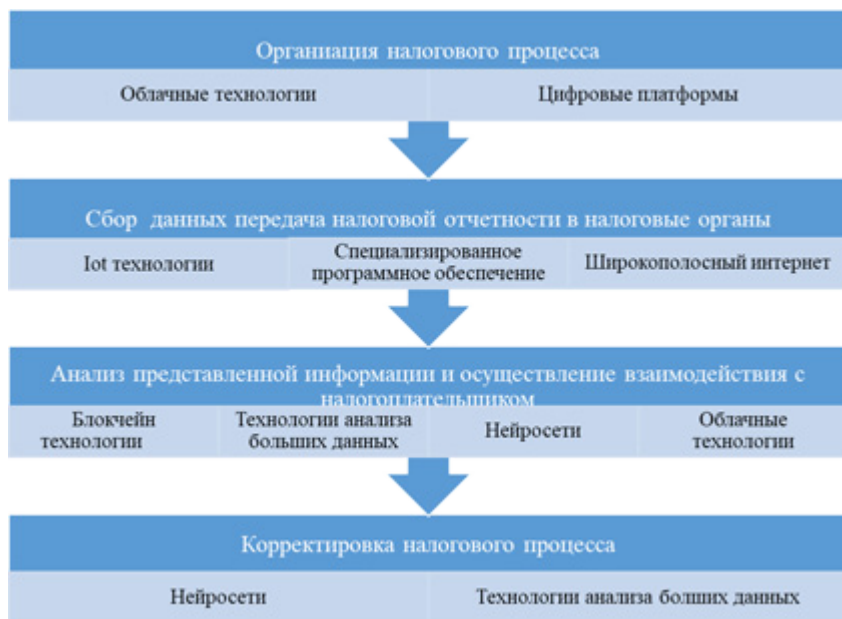 Органиация налогового процесса
Облачные технологии
Цифровые платформы
Сбор данных передача налоговой отчетности в налоговые органы
Iot технологии
Специализированное
программное обеспечение
Широкополосный интернет
Анализ представленной информации и осуществление взаимодействия с
налогоплательщиком
Блокчейн
технологии
Технологии анализа
больших данных
Нейросети
Облачные
технологии
Корректировка налогового процесса
Нейросети
Технологии анализа болших данных